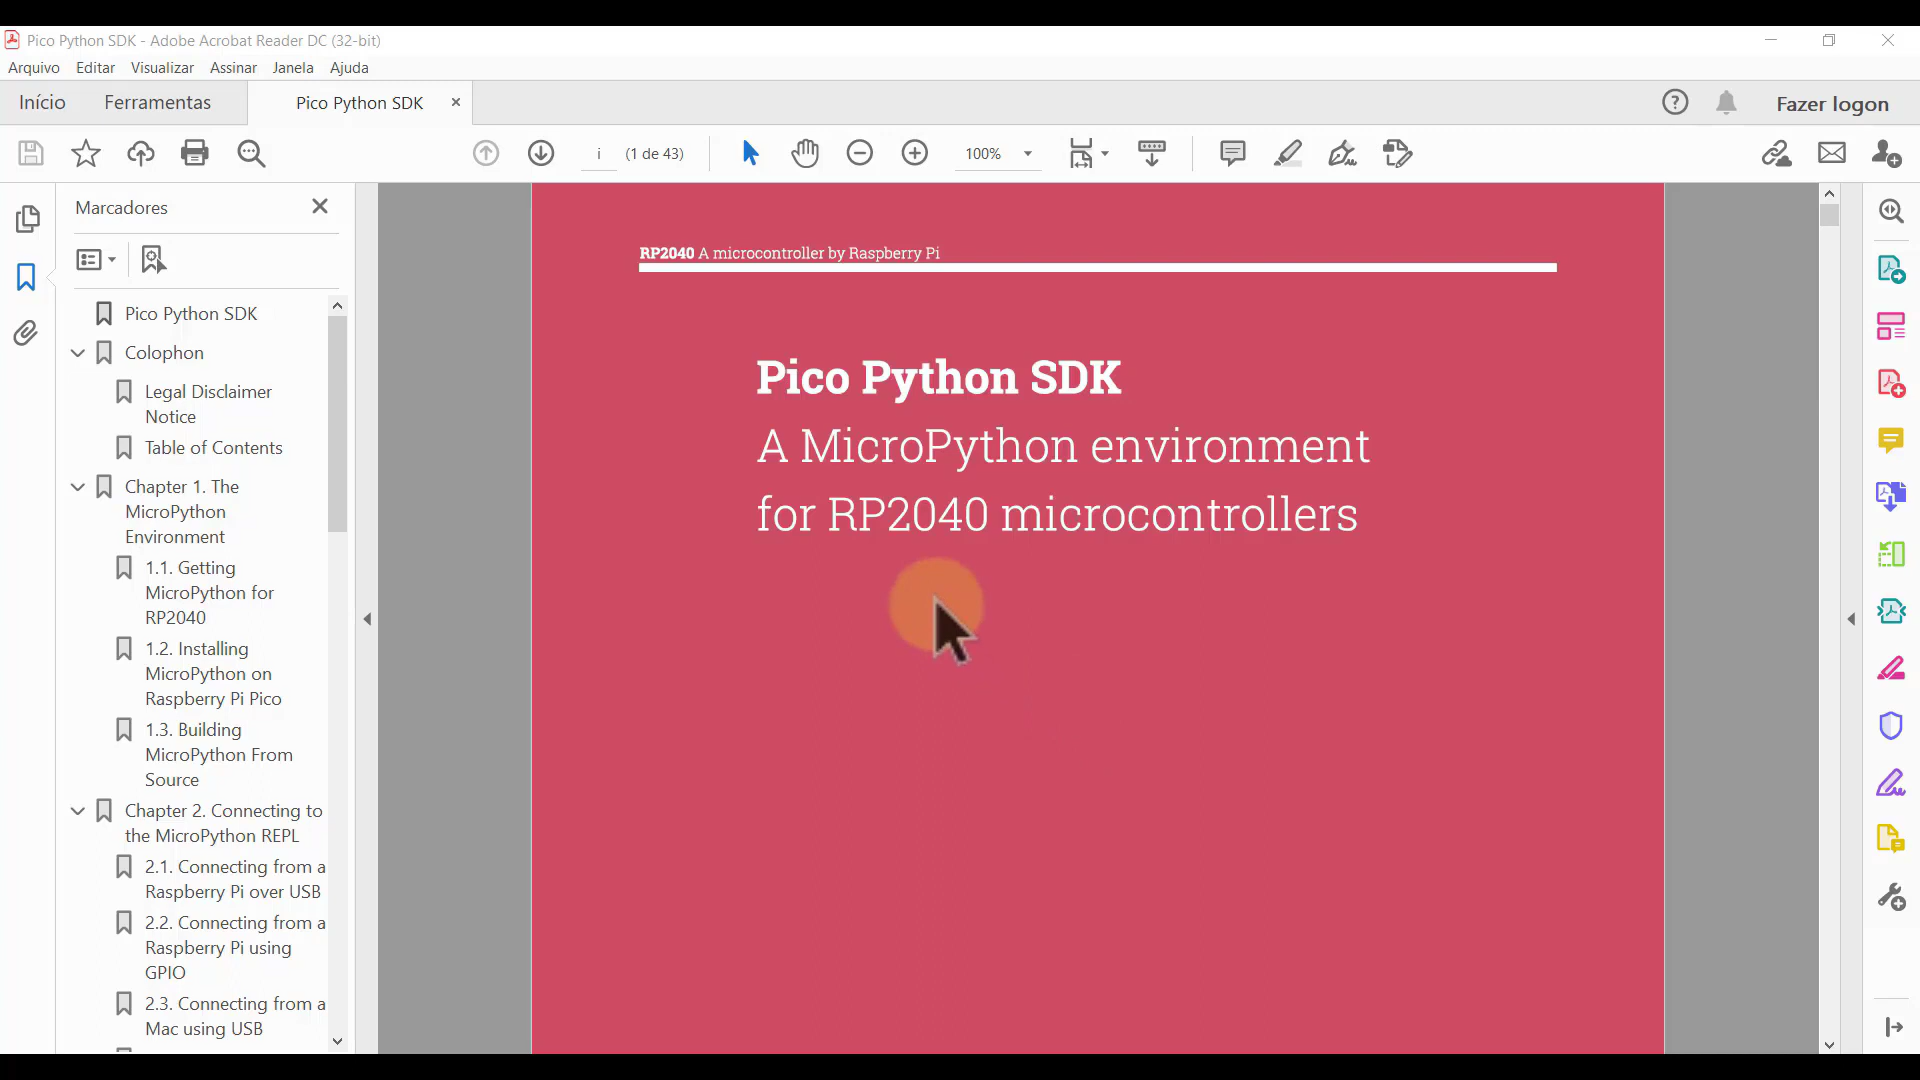 Pico Python SDK - Adobe Acrobat Reader DC (32-bit)
Arquivo Editar Visualizar Assinar Janela Ajuda
Início Ferramentas Pico Python SDK Fazer logon
i (1 de 43) 100%
Marcadores
Pico Python SDK
Colophon
Legal Disclaimer
Notice
Table of Contents
Chapter 1. The
MicroPython
Environment
1.1. Getting
MicroPython for
RP2040
1.2. Installing
MicroPython on
Raspberry Pi Pico
1.3. Building
MicroPython From
Source
Chapter 2. Connecting to
the MicroPython REPL
2.1. Connecting from a
Raspberry Pi over USB
2.2. Connecting from a
Raspberry Pi using
GPIO
2.3. Connecting from a
Mac using USB
RP2040 A microcontroller by Raspberry Pi
Pico Python SDK
A MicroPython environment
for RP2040 microcontrollers